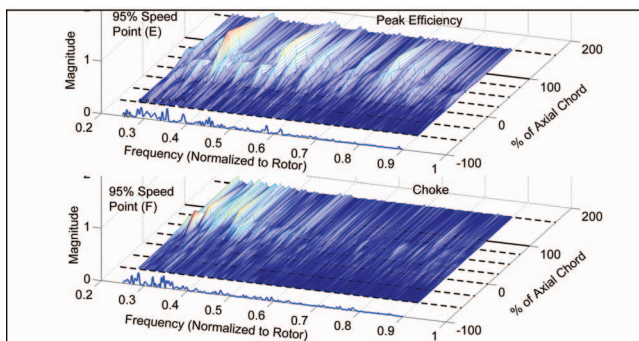 95% Speed
Point (E)
Peak Efficiency
Magnitude
1
0
0.2
0.3
0.4
0.5
0.6
0.7
0.8
0.9
1
Frequency (Normalized to Rotor)
-100
0
100
200
% of Axial Chord
95% Speed
Point (F)
Choke
Magnitude
1
0
0.2
0.3
0.4
0.5
0.6
0.7
0.8
0.9
1
Frequency (Normalized to Rotor)
-100
0
100
200
% of Axial Chord